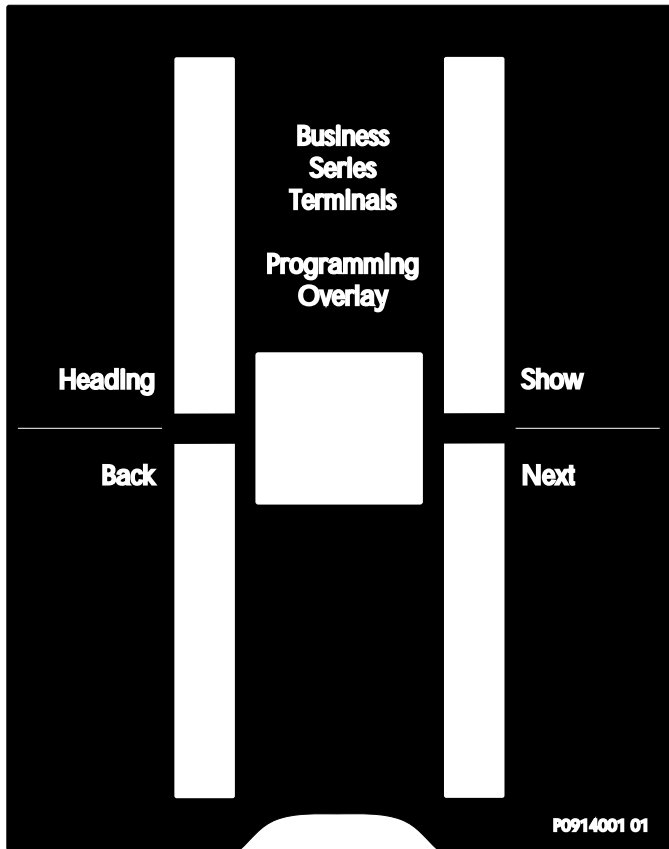 Business
Series
Terminals
Programming
Overlay
Heading
Show
Back
Next
P0914001 01